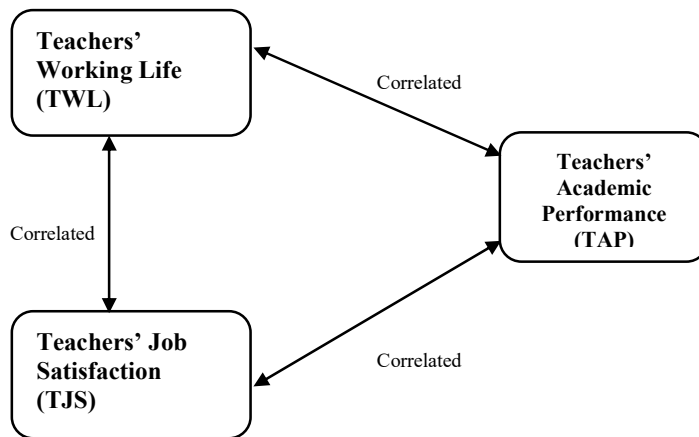 Teachers’
Working Life
(TWL)
Correlated
Teachers’
Academic
Performance
(TAP)
Correlated
Teachers’ Job
Satisfaction
(TJS)
Correlated